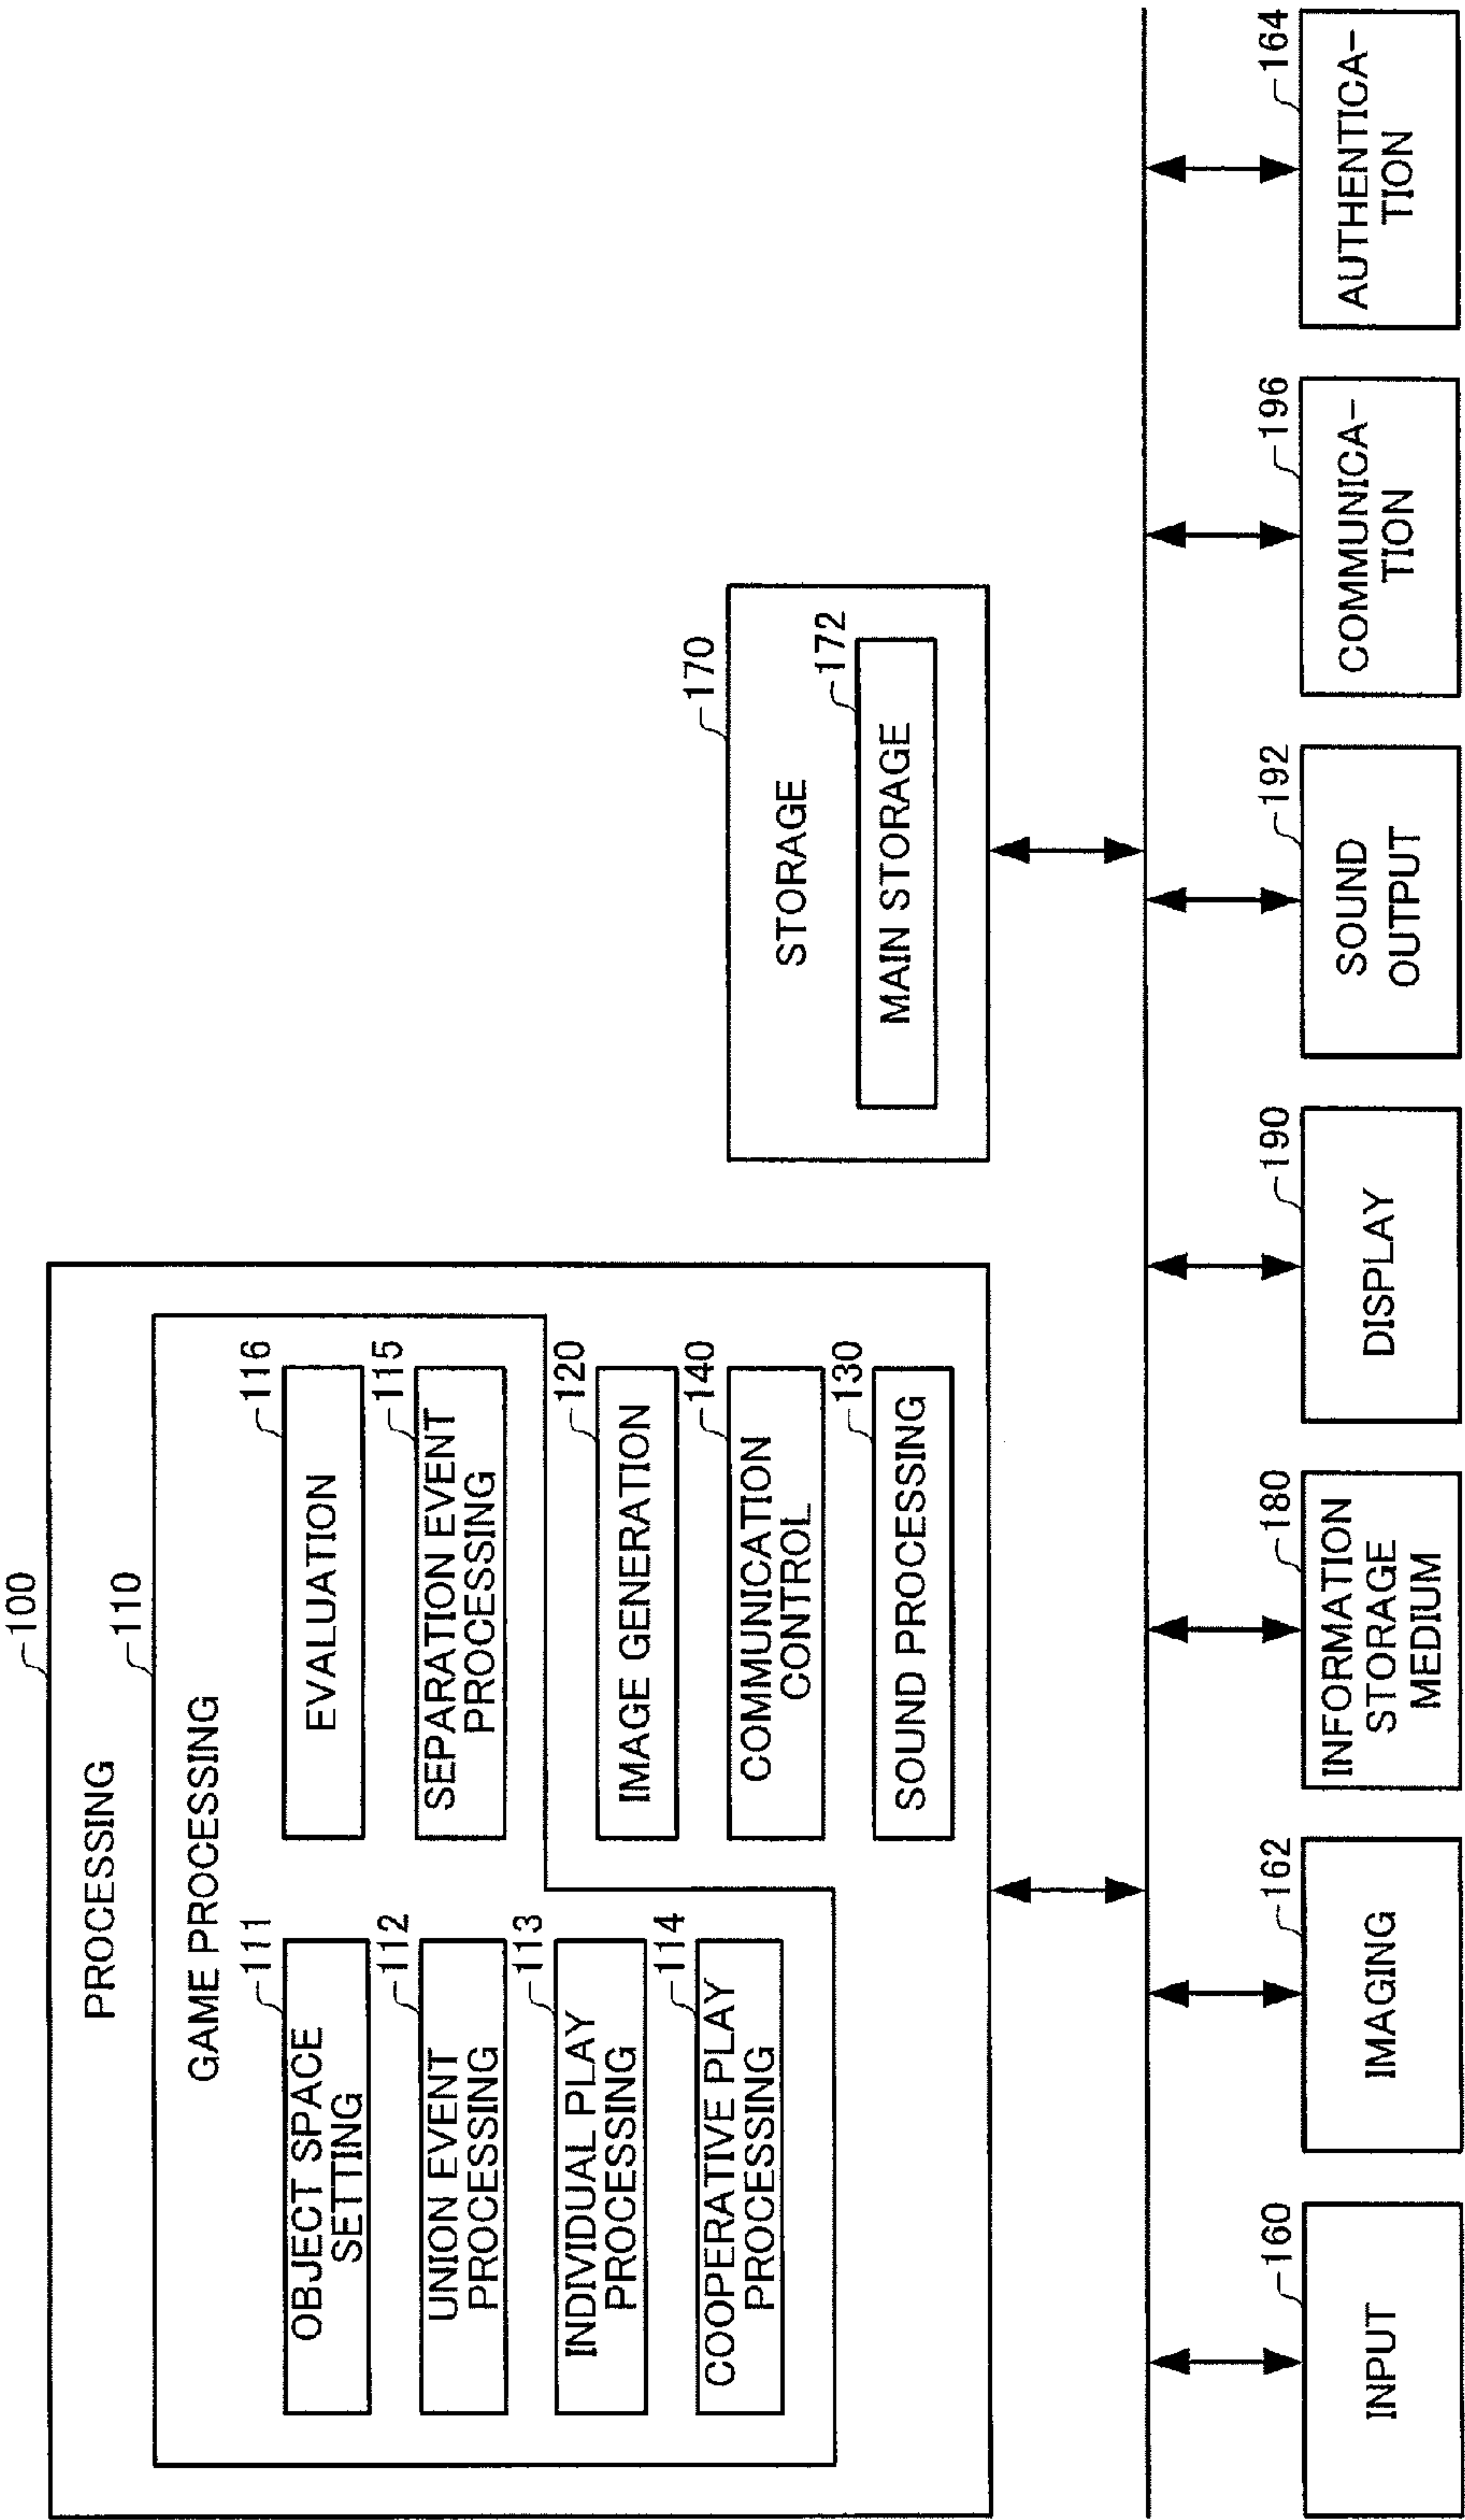 100
PROCESSING
110
GAME PROCESSING
111
OBJECT SPACE
SETTING
112
UNION EVENT
PROCESSING
113
INDIVIDUAL PLAY
PROCESSING
114
COOPERATIVE PLAY
PROCESSING
116
EVALUATION
115
SEPARATION EVENT
PROCESSING
120
IMAGE GENERATION
140
COMMUNICATION
CONTROL
130
SOUND PROCESSING
170
STORAGE
172
MAIN STORAGE
160
INPUT
162
IMAGING
180
INFORMATION
STORAGE
MEDIUM
190
DISPLAY
192
SOUND
OUTPUT
196
COMMUNICA-
TION
164
AUTHENTICA-
TION